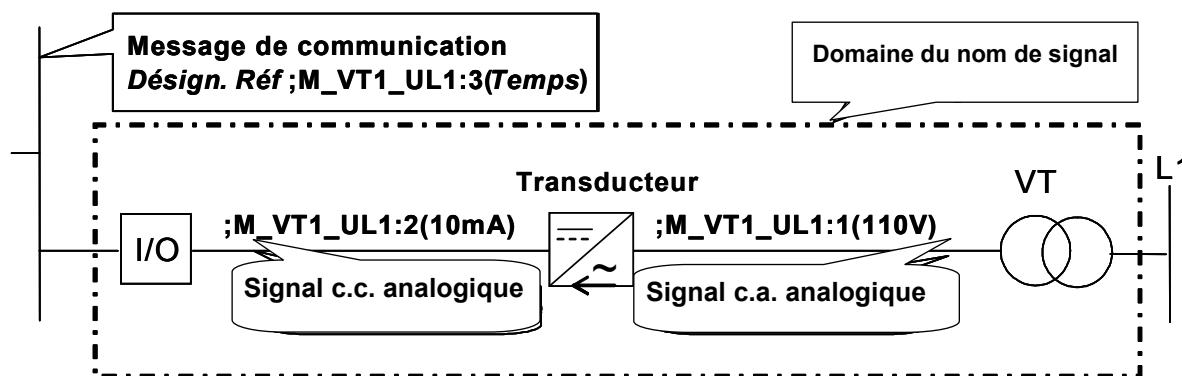 Message de communication
Désign. Réf ;M_VT1_UL1:3(Temps)
Domaine du nom de signal
Transducteur
VT
L1
I/O
;M_VT1_UL1:2(10mA)
;M_VT1_UL1:1(110V)
Signal c.c. analogique
Signal c.a. analogique